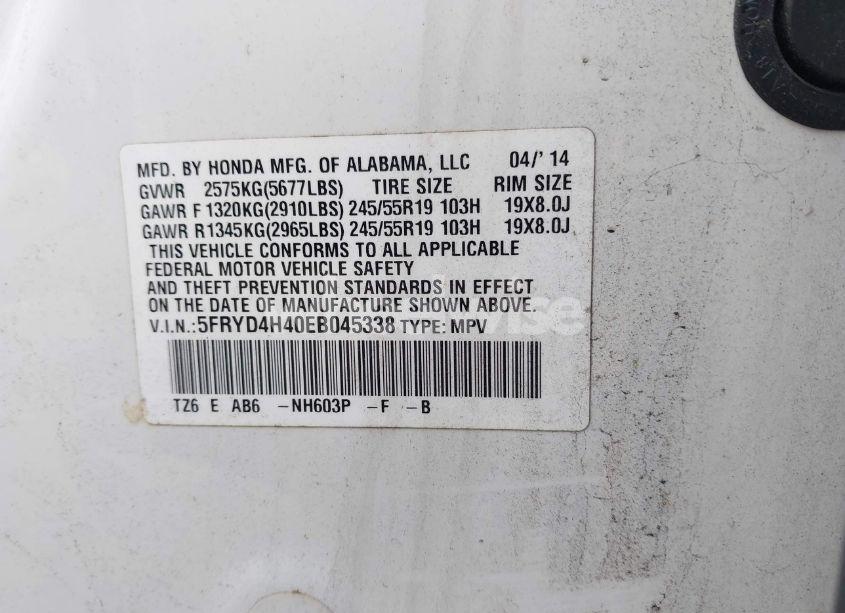 MFD. BY HONDA MFG. OF ALABAMA, LLC 04/' 14
GVWR 2575KG(5677LBS) TIRE SIZE RIM SIZE
GAWR F 1320KG(2910LBS) 245/55R19 103H 19X8.0J
GAWR R1345KG(2965LBS) 245/55R19 103H 19X8.0J
THIS VEHICLE CONFORMS TO ALL APPLICABLE
FEDERAL MOTOR VEHICLE SAFETY
AND THEFT PREVENTION STANDARDS IN EFFECT
ON THE DATE OF MANUFACTURE SHOWN ABOVE.
V.I.N.:5FRYD4H40EB045338 TYPE: MPV
TZ6 E AB6 -NH603P -F -B